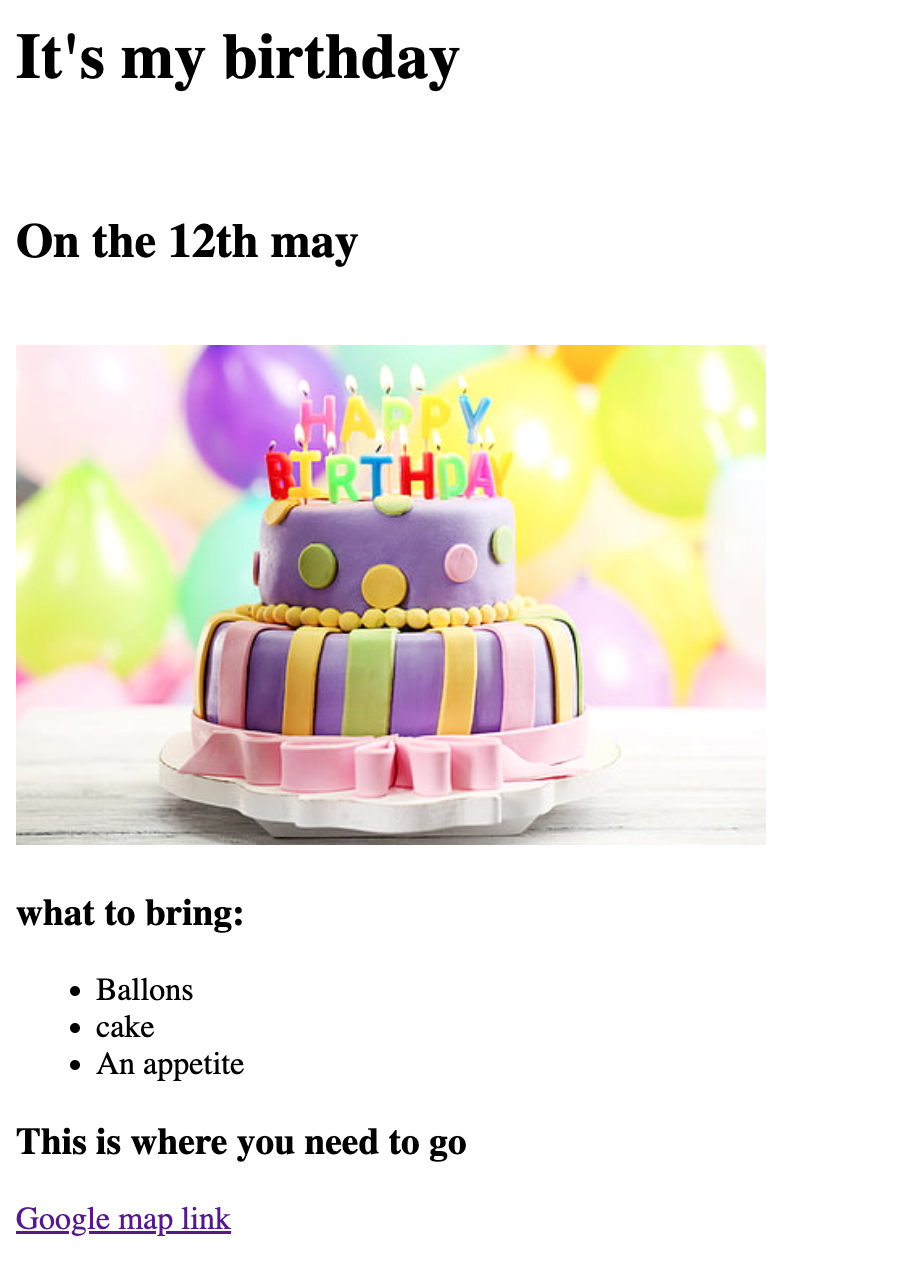 It's my birthday
On the 12th may
HAPPY
BIRTHDAY
what to bring:
Ballons
cake
An appetite
This is where you need to go
Google map link